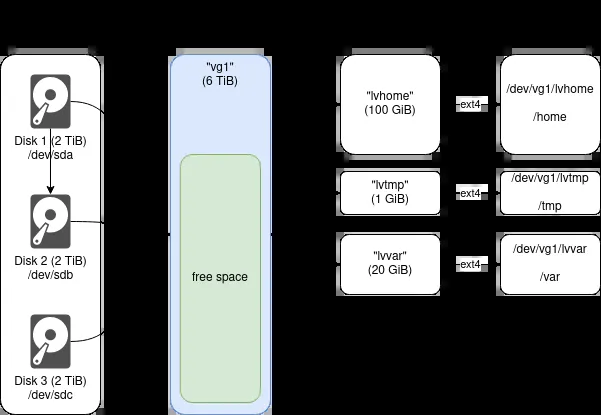 Disk 1 (2 TiB)
/dev/sda
Disk 2 (2 TiB)
/dev/sdb
Disk 3 (2 TiB)
/dev/sdc
"vg1"
(6 TiB)
free space
"lvhome"
(100 GiB)
ext4
/dev/vg1/lvhome
/home
"lvtmp"
(1 GiB)
ext4
/dev/vg1/lvtmp
/tmp
"lvvar"
(20 GiB)
ext4
/dev/vg1/lvvar
/var